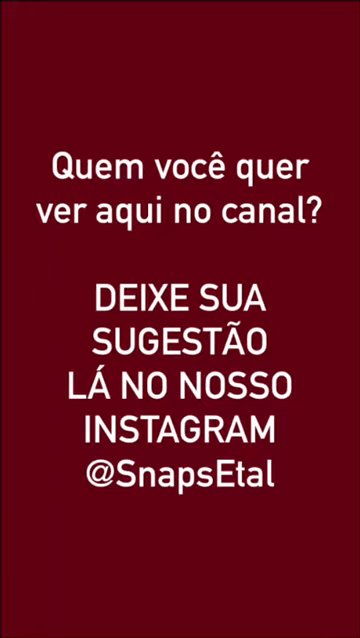 Quem você quer
ver aqui no canal?
DEIXE SUA
SUGESTÃO
LÁ NO NOSSO
INSTAGRAM
@SnapsEtal